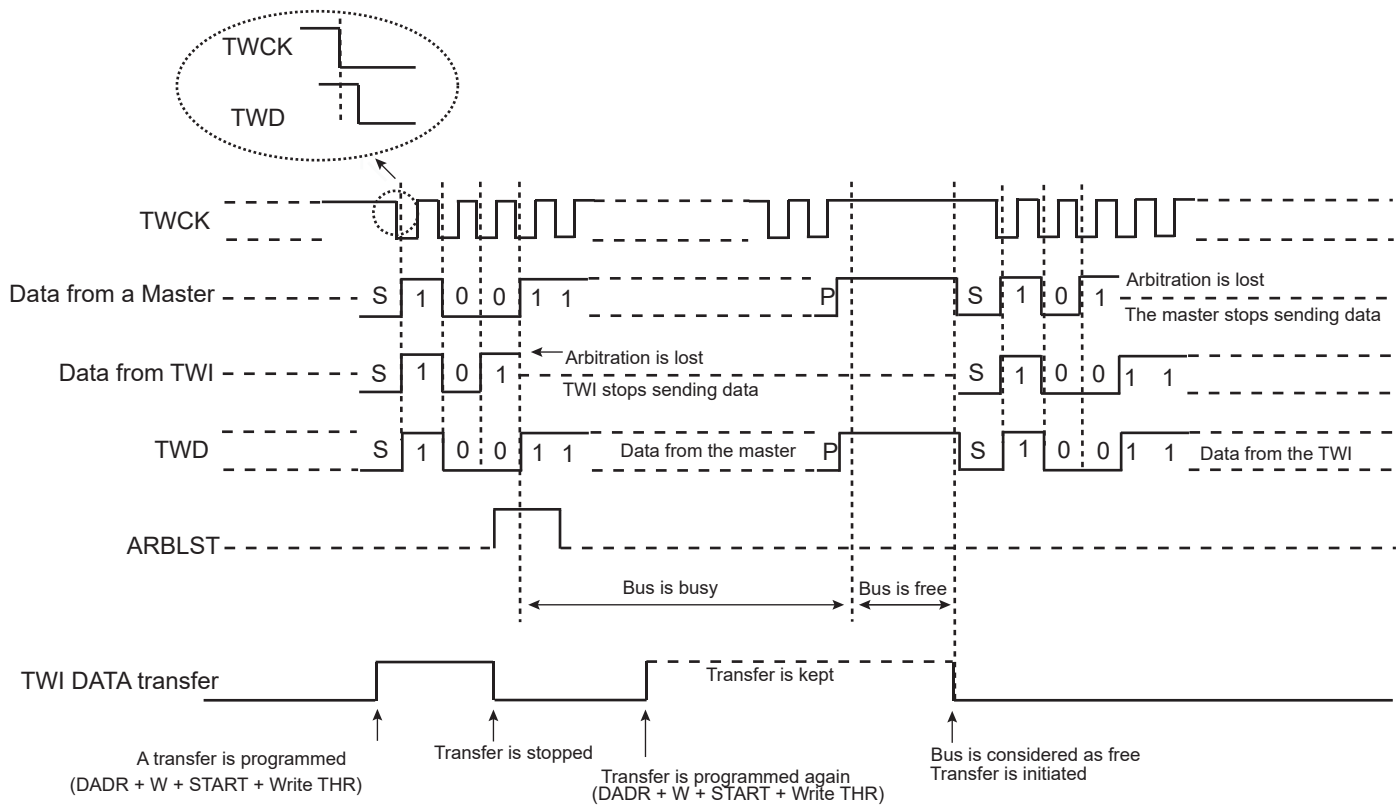 TWCK
TWD
TWCK
Data from a Master S 1 0 0 1 1 P S 1 0 1 Arbitration is lost
The master stops sending data
Data from TWI S 1 0 1 Arbitration is lost S 1 0 0 1 1
TWI stops sending data
TWD S 1 0 0 1 1 Data from the master P S 1 0 0 1 1 Data from the TWI
ARBLST
Bus is busy Bus is free
TWI DATA transfer Transfer is kept
A transfer is programmed
(DADR + W + START + Write THR)
Transfer is stopped
Transfer is programmed again
(DADR + W + START + Write THR)
Bus is considered as free
Transfer is initiated